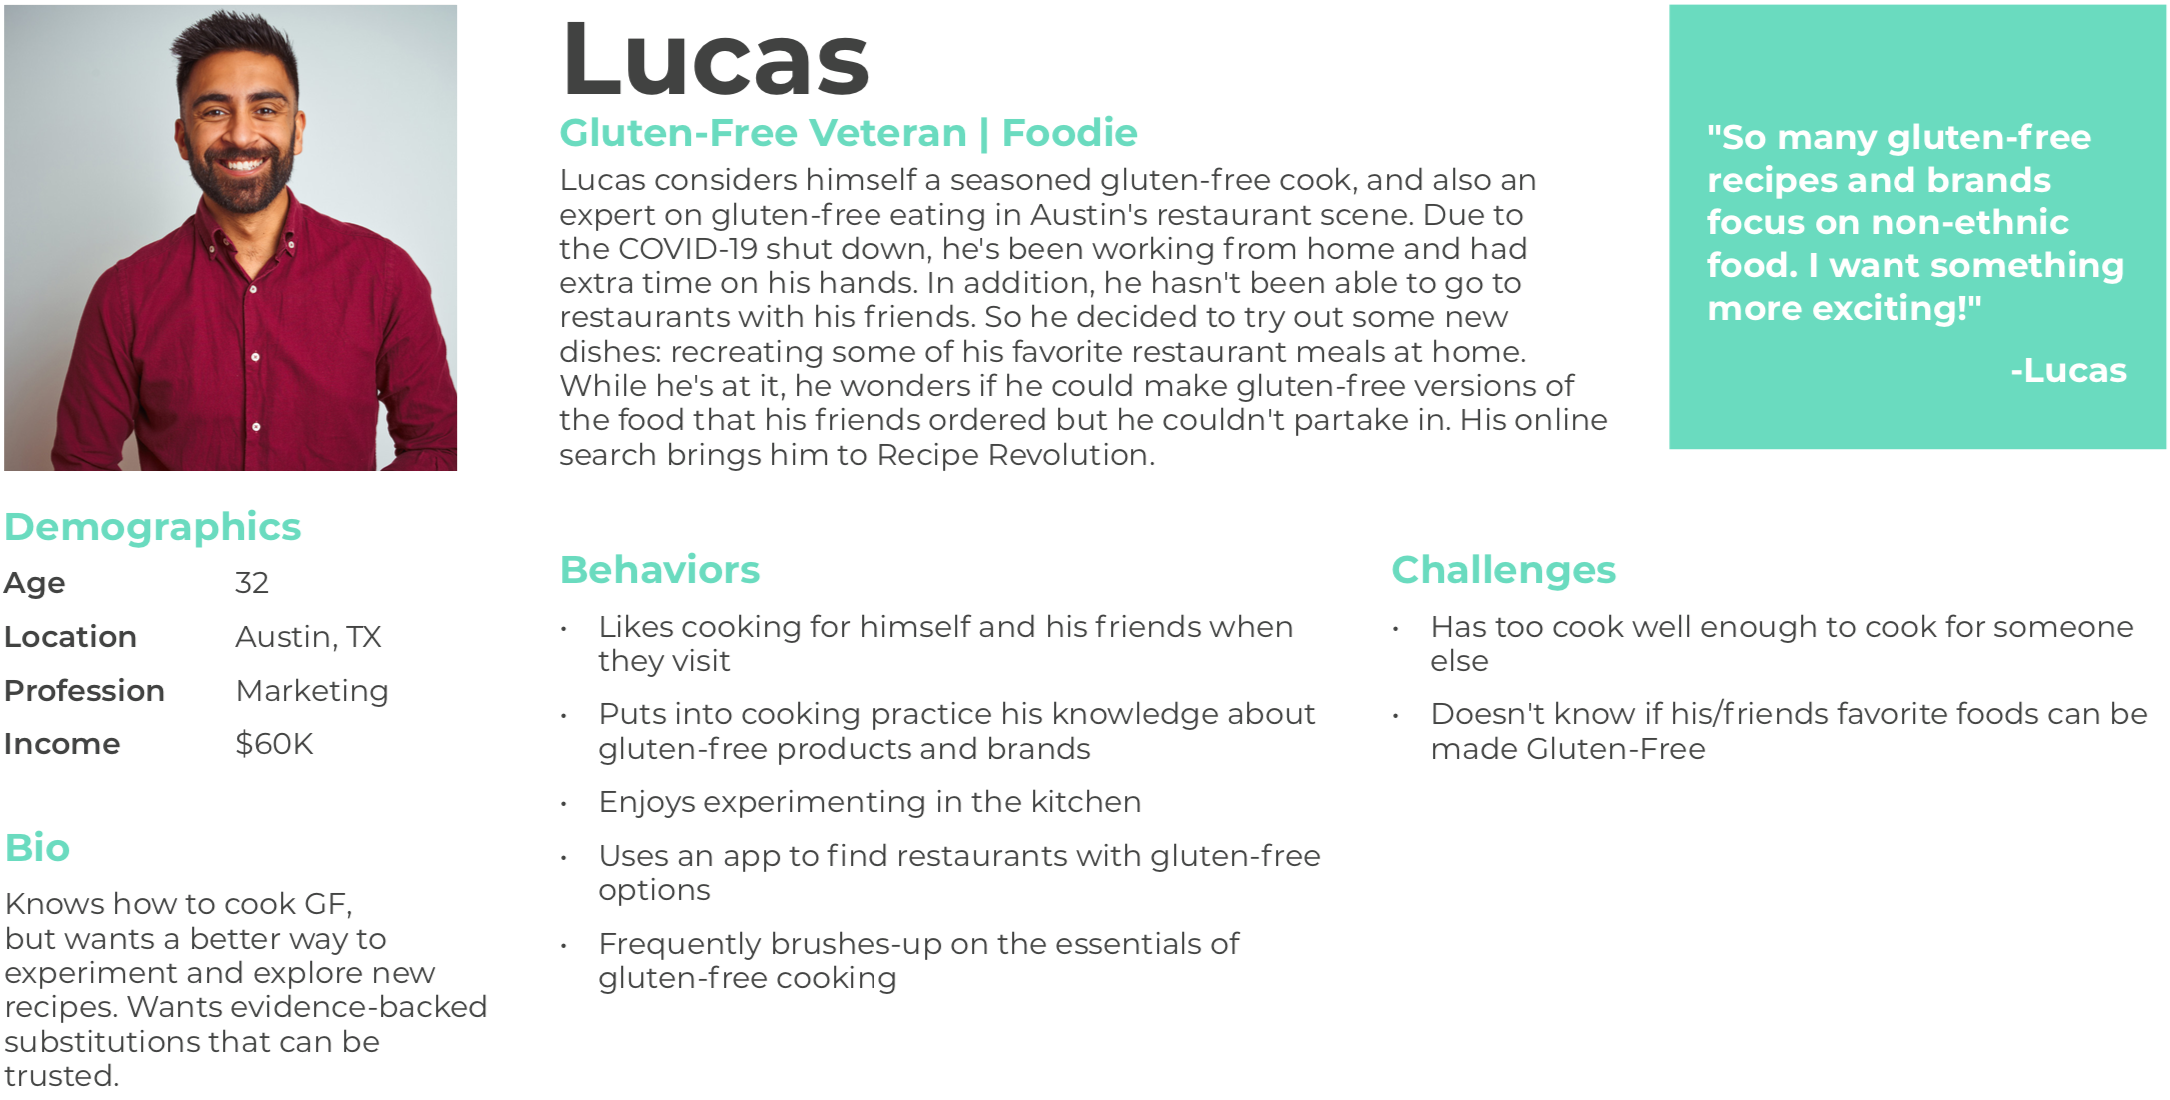 Lucas
Gluten-Free Veteran | Foodie
Lucas considers himself a seasoned gluten-free cook, and also an
expert on gluten-free eating in Austin's restaurant scene. Due to
the COVID-19 shut down, he's been working from home and had
extra time on his hands. In addition, he hasn't been able to go to
restaurants with his friends. So he decided to try out some new
dishes: recreating some of his favorite restaurant meals at home.
While he's at it, he wonders if he could make gluten-free versions of
the food that his friends ordered but he couldn't partake in. His online
search brings him to Recipe Revolution.
"So many gluten-free
recipes and brands
focus on non-ethnic
food. I want something
more exciting!"
-Lucas
Demographics
Age 32
Location Austin, TX
Profession Marketing
Income $60K
Bio
Knows how to cook GF,
but wants a better way to
experiment and explore new
recipes. Wants evidence-backed
substitutions that can be
trusted.
Behaviors
• Likes cooking for himself and his friends when
they visit
• Puts into cooking practice his knowledge about
gluten-free products and brands
• Enjoys experimenting in the kitchen
• Uses an app to find restaurants with gluten-free
options
• Frequently brushes-up on the essentials of
gluten-free cooking
Challenges
• Has too cook well enough to cook for someone
else
• Doesn't know if his/friends favorite foods can be
made Gluten-Free